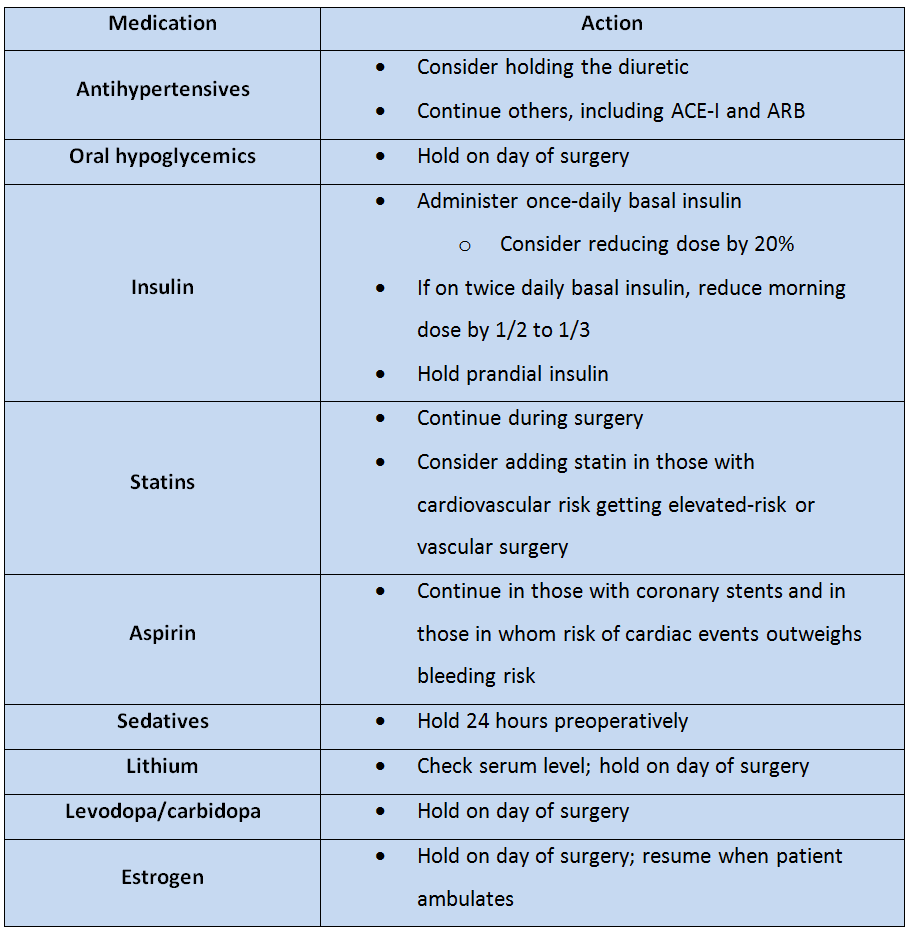 Medication Action
Antihypertensives
• Consider holding the diuretic
• Continue others, including ACE-I and ARB
Oral hypoglycemics • Hold on day of surgery
Insulin
• Administer once-daily basal insulin
o Consider reducing dose by 20%
• If on twice daily basal insulin, reduce morning
dose by 1/2 to 1/3
• Hold prandial insulin
Statins
• Continue during surgery
• Consider adding statin in those with
cardiovascular risk getting elevated-risk or
vascular surgery
Aspirin
• Continue in those with coronary stents and in
those in whom risk of cardiac events outweighs
bleeding risk
Sedatives • Hold 24 hours preoperatively
Lithium • Check serum level; hold on day of surgery
Levodopa/carbidopa • Hold on day of surgery
Estrogen
• Hold on day of surgery; resume when patient
ambulates